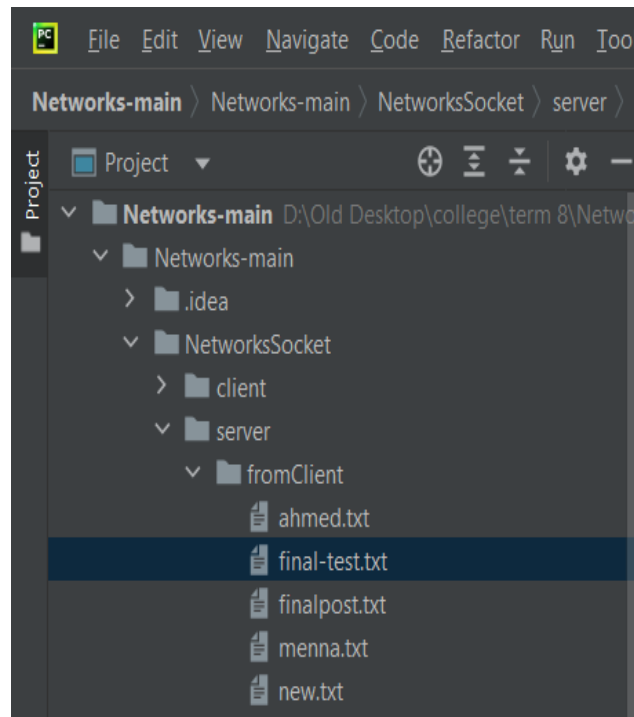 PC File Edit View Navigate Code Refactor Run Too
Networks-main Networks-main NetworksSocket server
Project
Project
Networks-main D:\Old Desktop\college\term 8\Netwo
Networks-main
.idea
NetworksSocket
client
server
fromClient
ahmed.txt
final-test.txt
finalpost.txt
menna.txt
new.txt